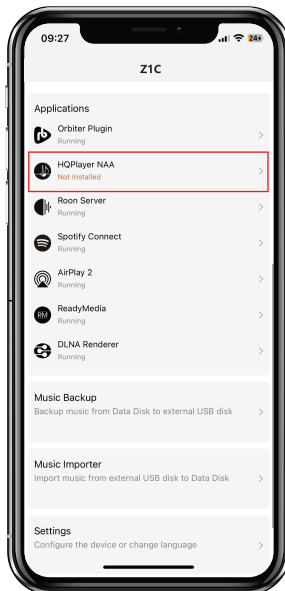 09:27
24
Z1C
Applications
Orbiter Plugin
Running
HQPlayer NAA
Not Installed
Roon Server
Running
Spotify Connect
Running
AirPlay 2
Running
RM
ReadyMedia
Running
DLNA Renderer
Running
Music Backup
Backup music from Data Disk to external USB disk
Music Importer
Import music from external USB disk to Data Disk
Settings
Configure the device or change language